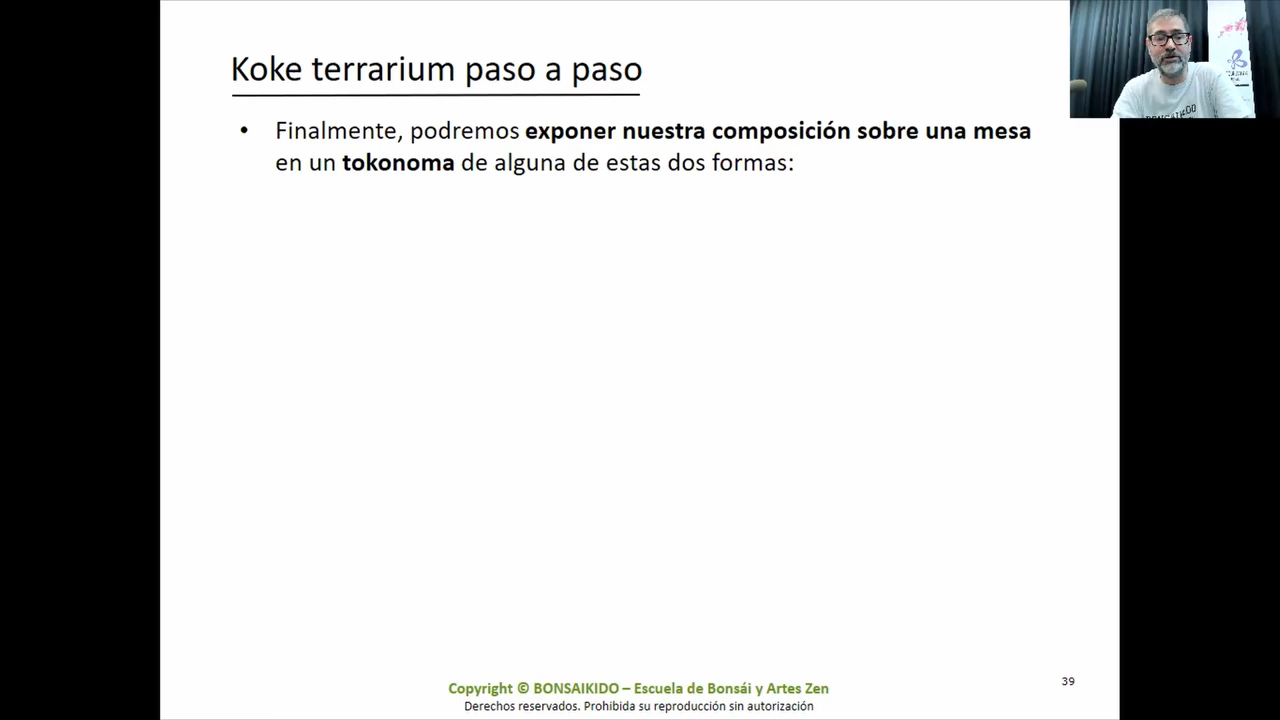 Koke terrarium paso a paso
• Finalmente, podremos exponer nuestra composición sobre una mesa
en un tokonoma de alguna de estas dos formas:
39
Copyright © BONSAIKIDO – Escuela de Bonsái y Artes Zen
Derechos reservados. Prohibida su reproducción sin autorización